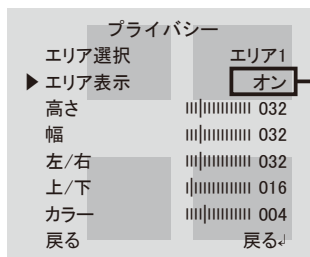 プライバシー
エリア選択 エリア1
▶ エリア表示 オン
高さ 032
幅 032
左/右 032
上/下 016
カラー 004
戻る 戻る↲